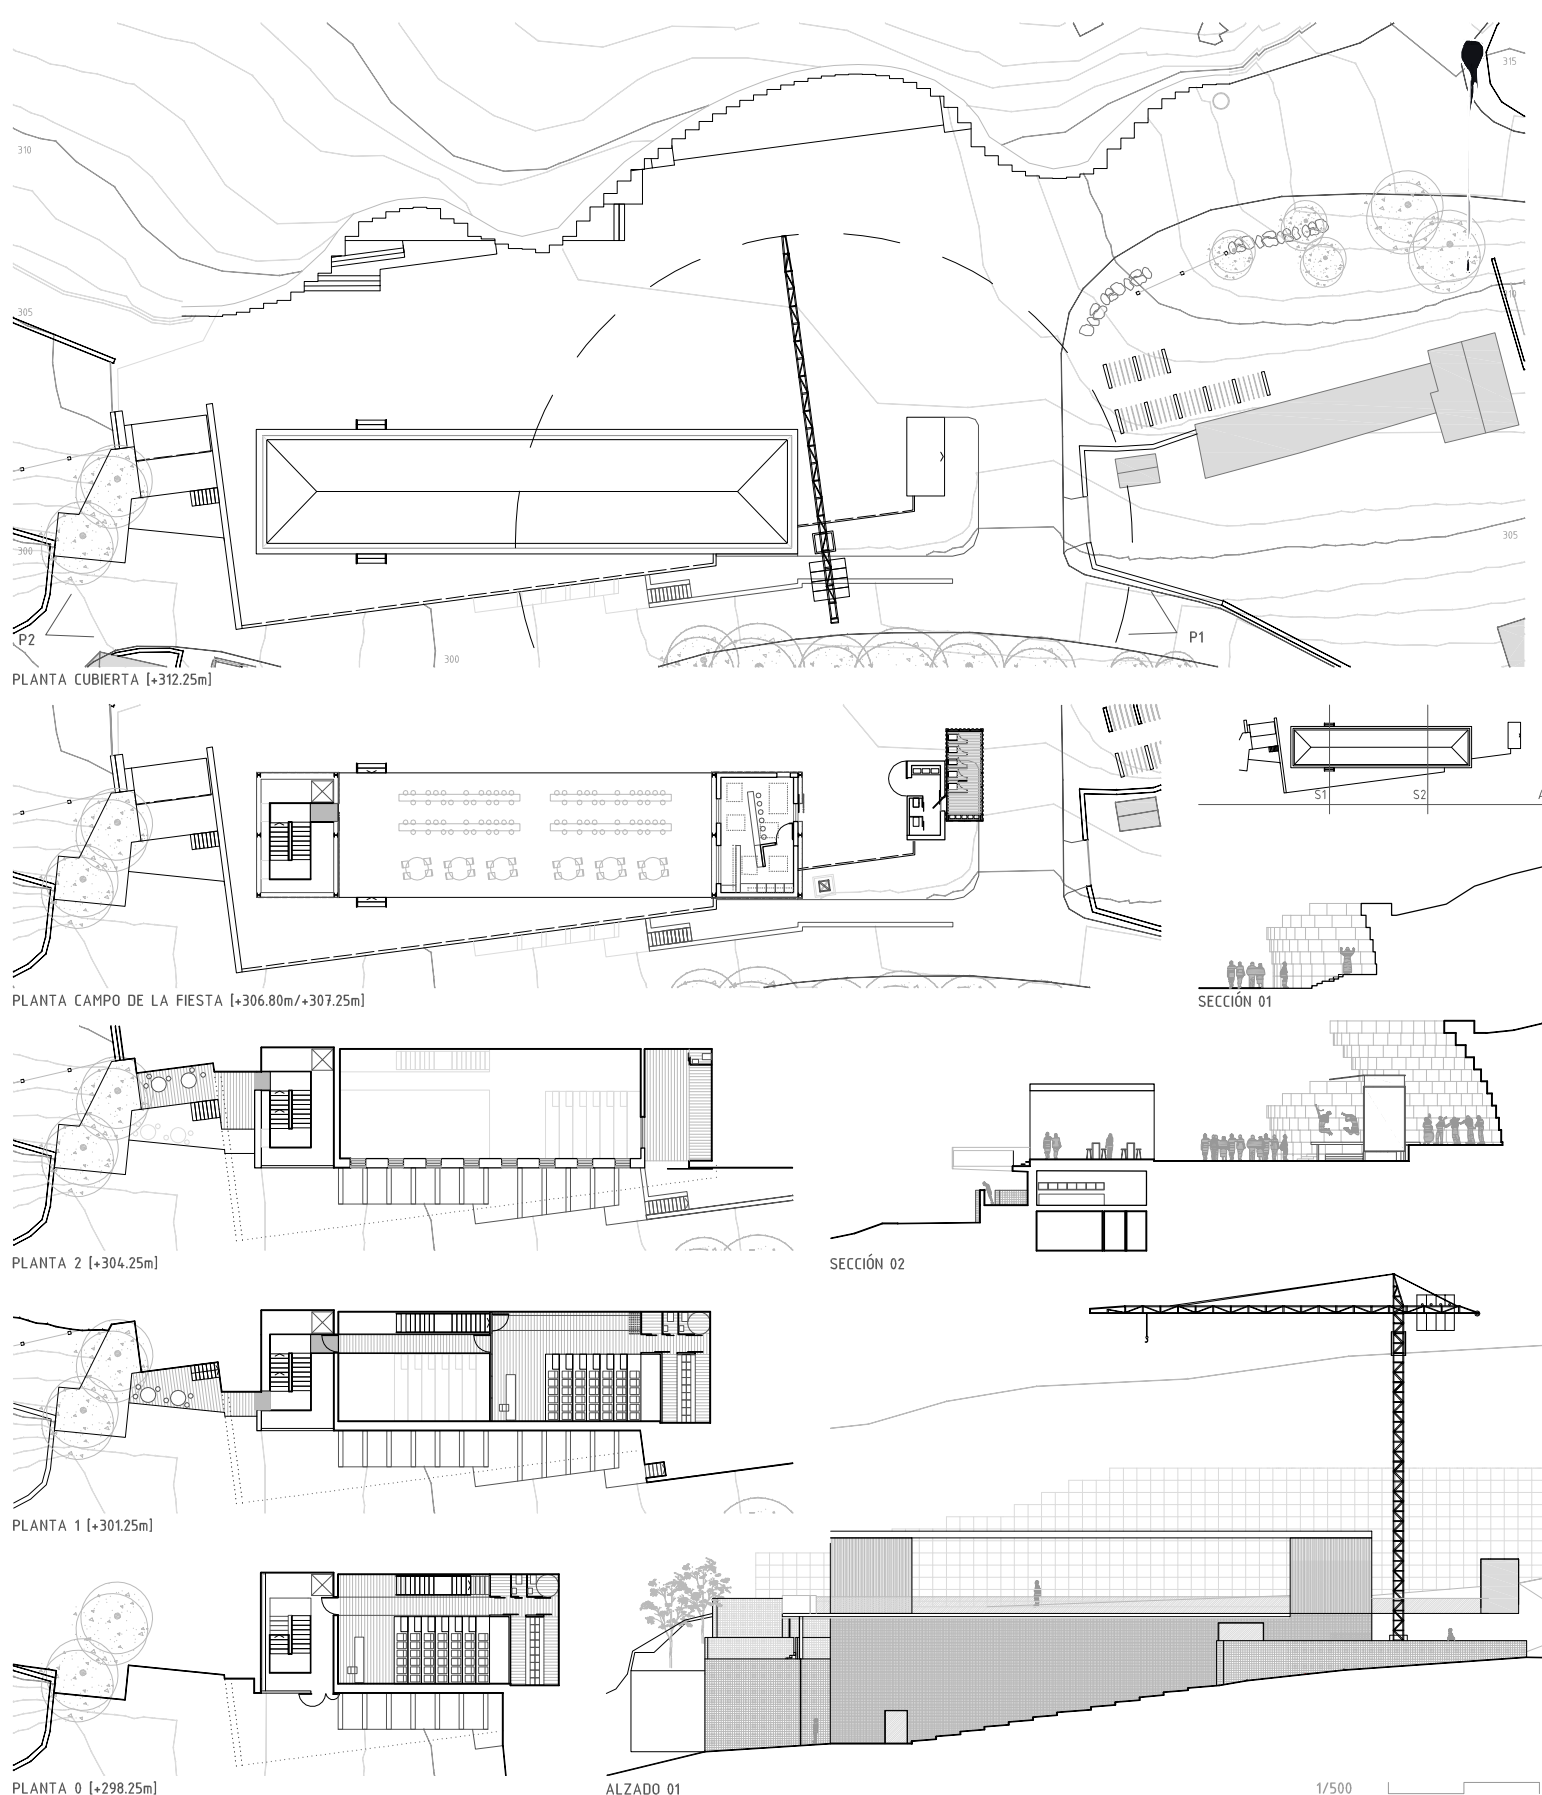 315
310
310
305
300
305
P2
P1
300
PLANTA CUBIERTA [+312.25m]
S1
S2
A
PLANTA CAMPO DE LA FIESTA [+306.80m/+307.25m]
SECCIÓN 01
PLANTA 2 [+304.25m]
SECCIÓN 02
PLANTA 1 [+301.25m]
PLANTA 0 [+298.25m]
ALZADO 01
1/500